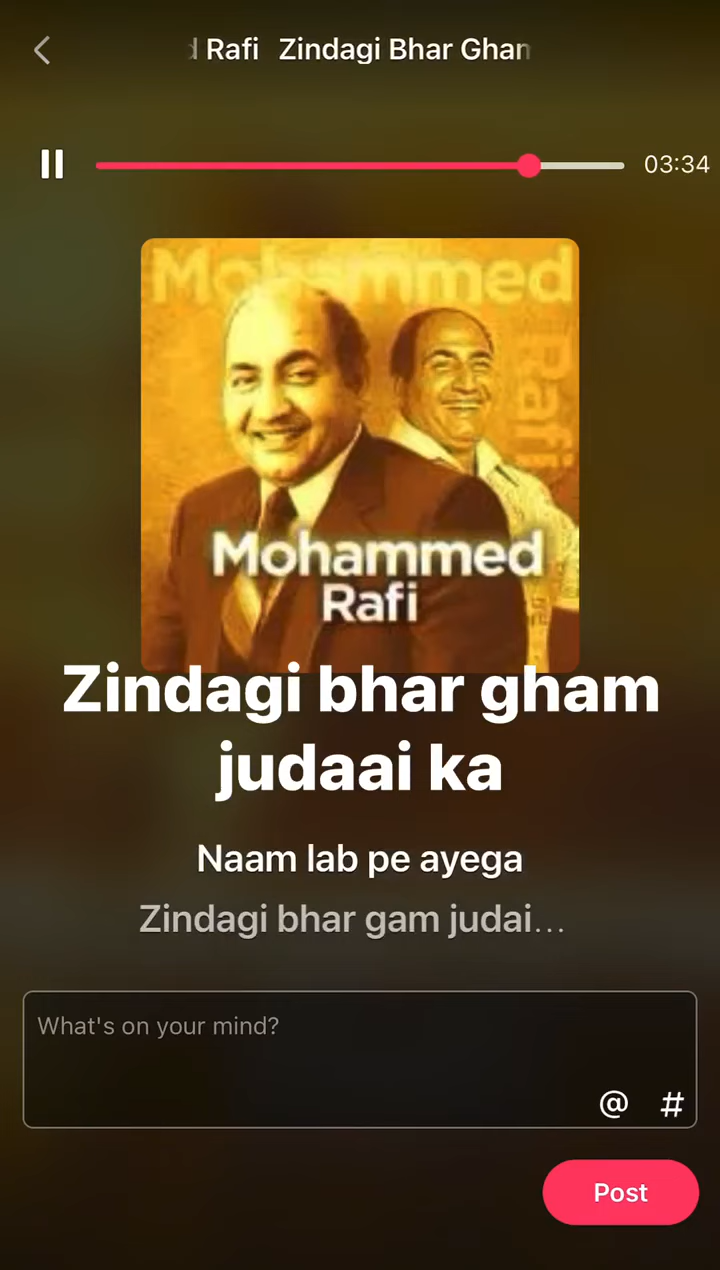 Rafi Zindagi Bhar Ghan
03:34
Mohammed
Rafi
Mohammed
Rafi
Zindagi bhar gham
judaai ka
Naam lab pe ayega
Zindagi bhar gam judai...
What's on your mind?
@ #
Post